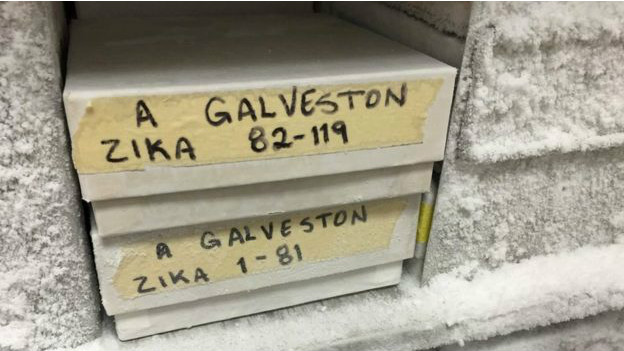 A GALVESTON
ZIKA 82-119
A GALVESTON
ZIKA 1-81